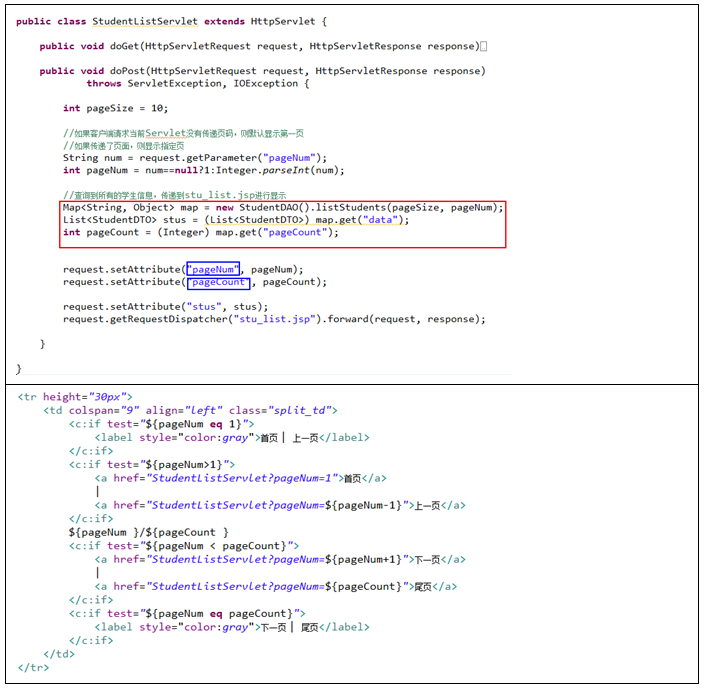 public class StudentListServlet extends HttpServlet {
public void doGet(HttpServletRequest request, HttpServletResponse response)
public void doPost(HttpServletRequest request, HttpServletResponse response)
throws ServletException, IOException {
int pageSize = 10;
//如果客户端请求当前Servlet没有传递页码，则默认显示第一页
//如果传递了页面，则显示指定页
String num = request.getParameter("pageNum");
int pageNum = num==null?1:Integer.parseInt(num);
//查询到所有的学生信息，传递到stu_list.jsp进行显示
Map<String, Object> map = new StudentDAO().listStudents(pageSize, pageNum);
List<StudentDTO> stus = (List<StudentDTO>) map.get("data");
int pageCount = (Integer) map.get("pageCount");
request.setAttribute("pageNum", pageNum);
request.setAttribute("pageCount", pageCount);
request.setAttribute("stus", stus);
request.getRequestDispatcher("stu_list.jsp").forward(request, response);
}
}
<tr height="30px">
<td colspan="9" align="left" class="split_td">
<c:if test="${pageNum eq 1}">
<label style="color:gray">首页 | 上一页</label>
</c:if>
<c:if test="${pageNum>1}">
<a href="StudentListServlet?pageNum=1">首页</a>
|
<a href="StudentListServlet?pageNum=${pageNum-1}">上一页</a>
</c:if>
${pageNum }/${pageCount }
<c:if test="${pageNum < pageCount}">
<a href="StudentListServlet?pageNum=${pageNum+1}">下一页</a>
|
<a href="StudentListServlet?pageNum=${pageCount}">尾页</a>
</c:if>
<c:if test="${pageNum eq pageCount}">
<label style="color:gray">下一页 | 尾页</label>
</c:if>
</td>
</tr>